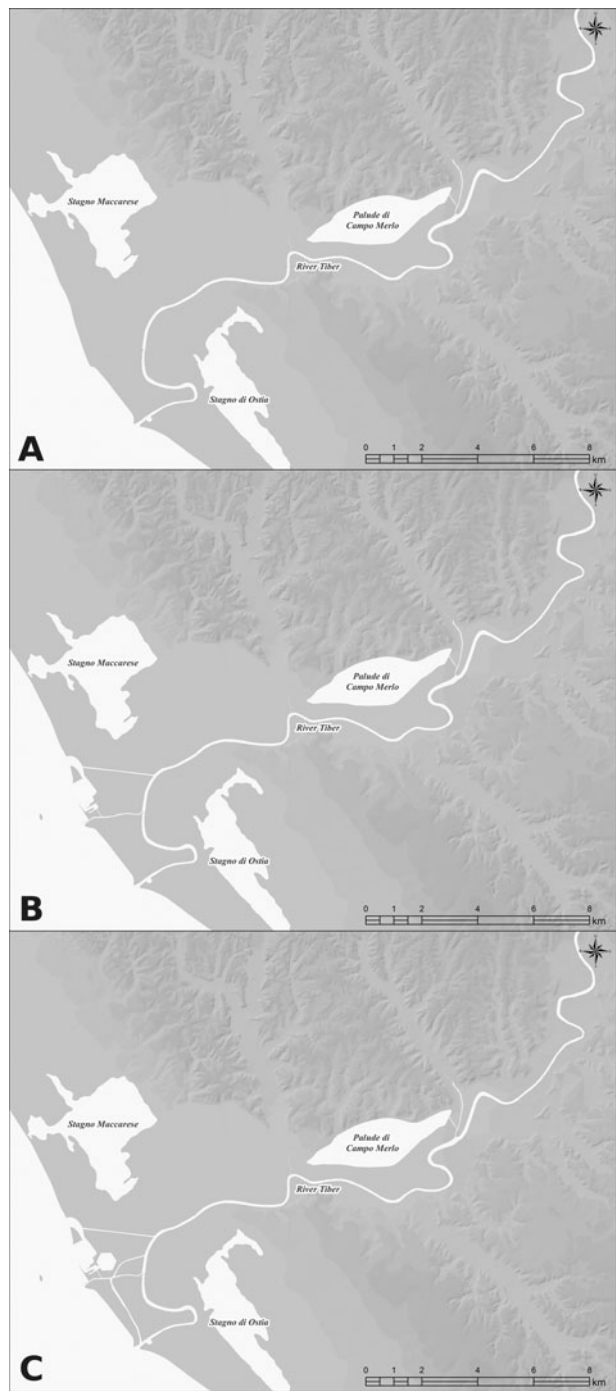 Stagno Maccarese
Palude di
Campo Merlo
River Tiber
Stagno di Ostia
A
0 1 2 4 6 8
km
Stagno Maccarese
Palude di
Campo Merlo
River Tiber
Stagno di Ostia
B
0 1 2 4 6 8
km
Stagno Maccarese
Palude di
Campo Merlo
River Tiber
Stagno di Ostia
C
0 1 2 4 6 8
km